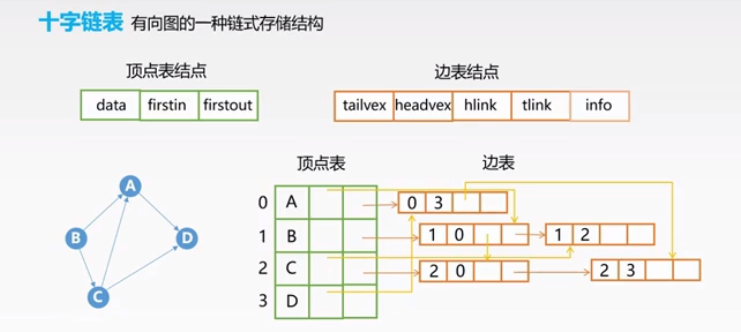 十字链表 有向图的一种链式存储结构
顶点表结点 边表结点
data firstin firstout tailvex headvex hlink tlink info
顶点表 边表
A
0 A 0 3
B D 1 B 1 0 1 2
2 C 2 0 2 3
C 3 D